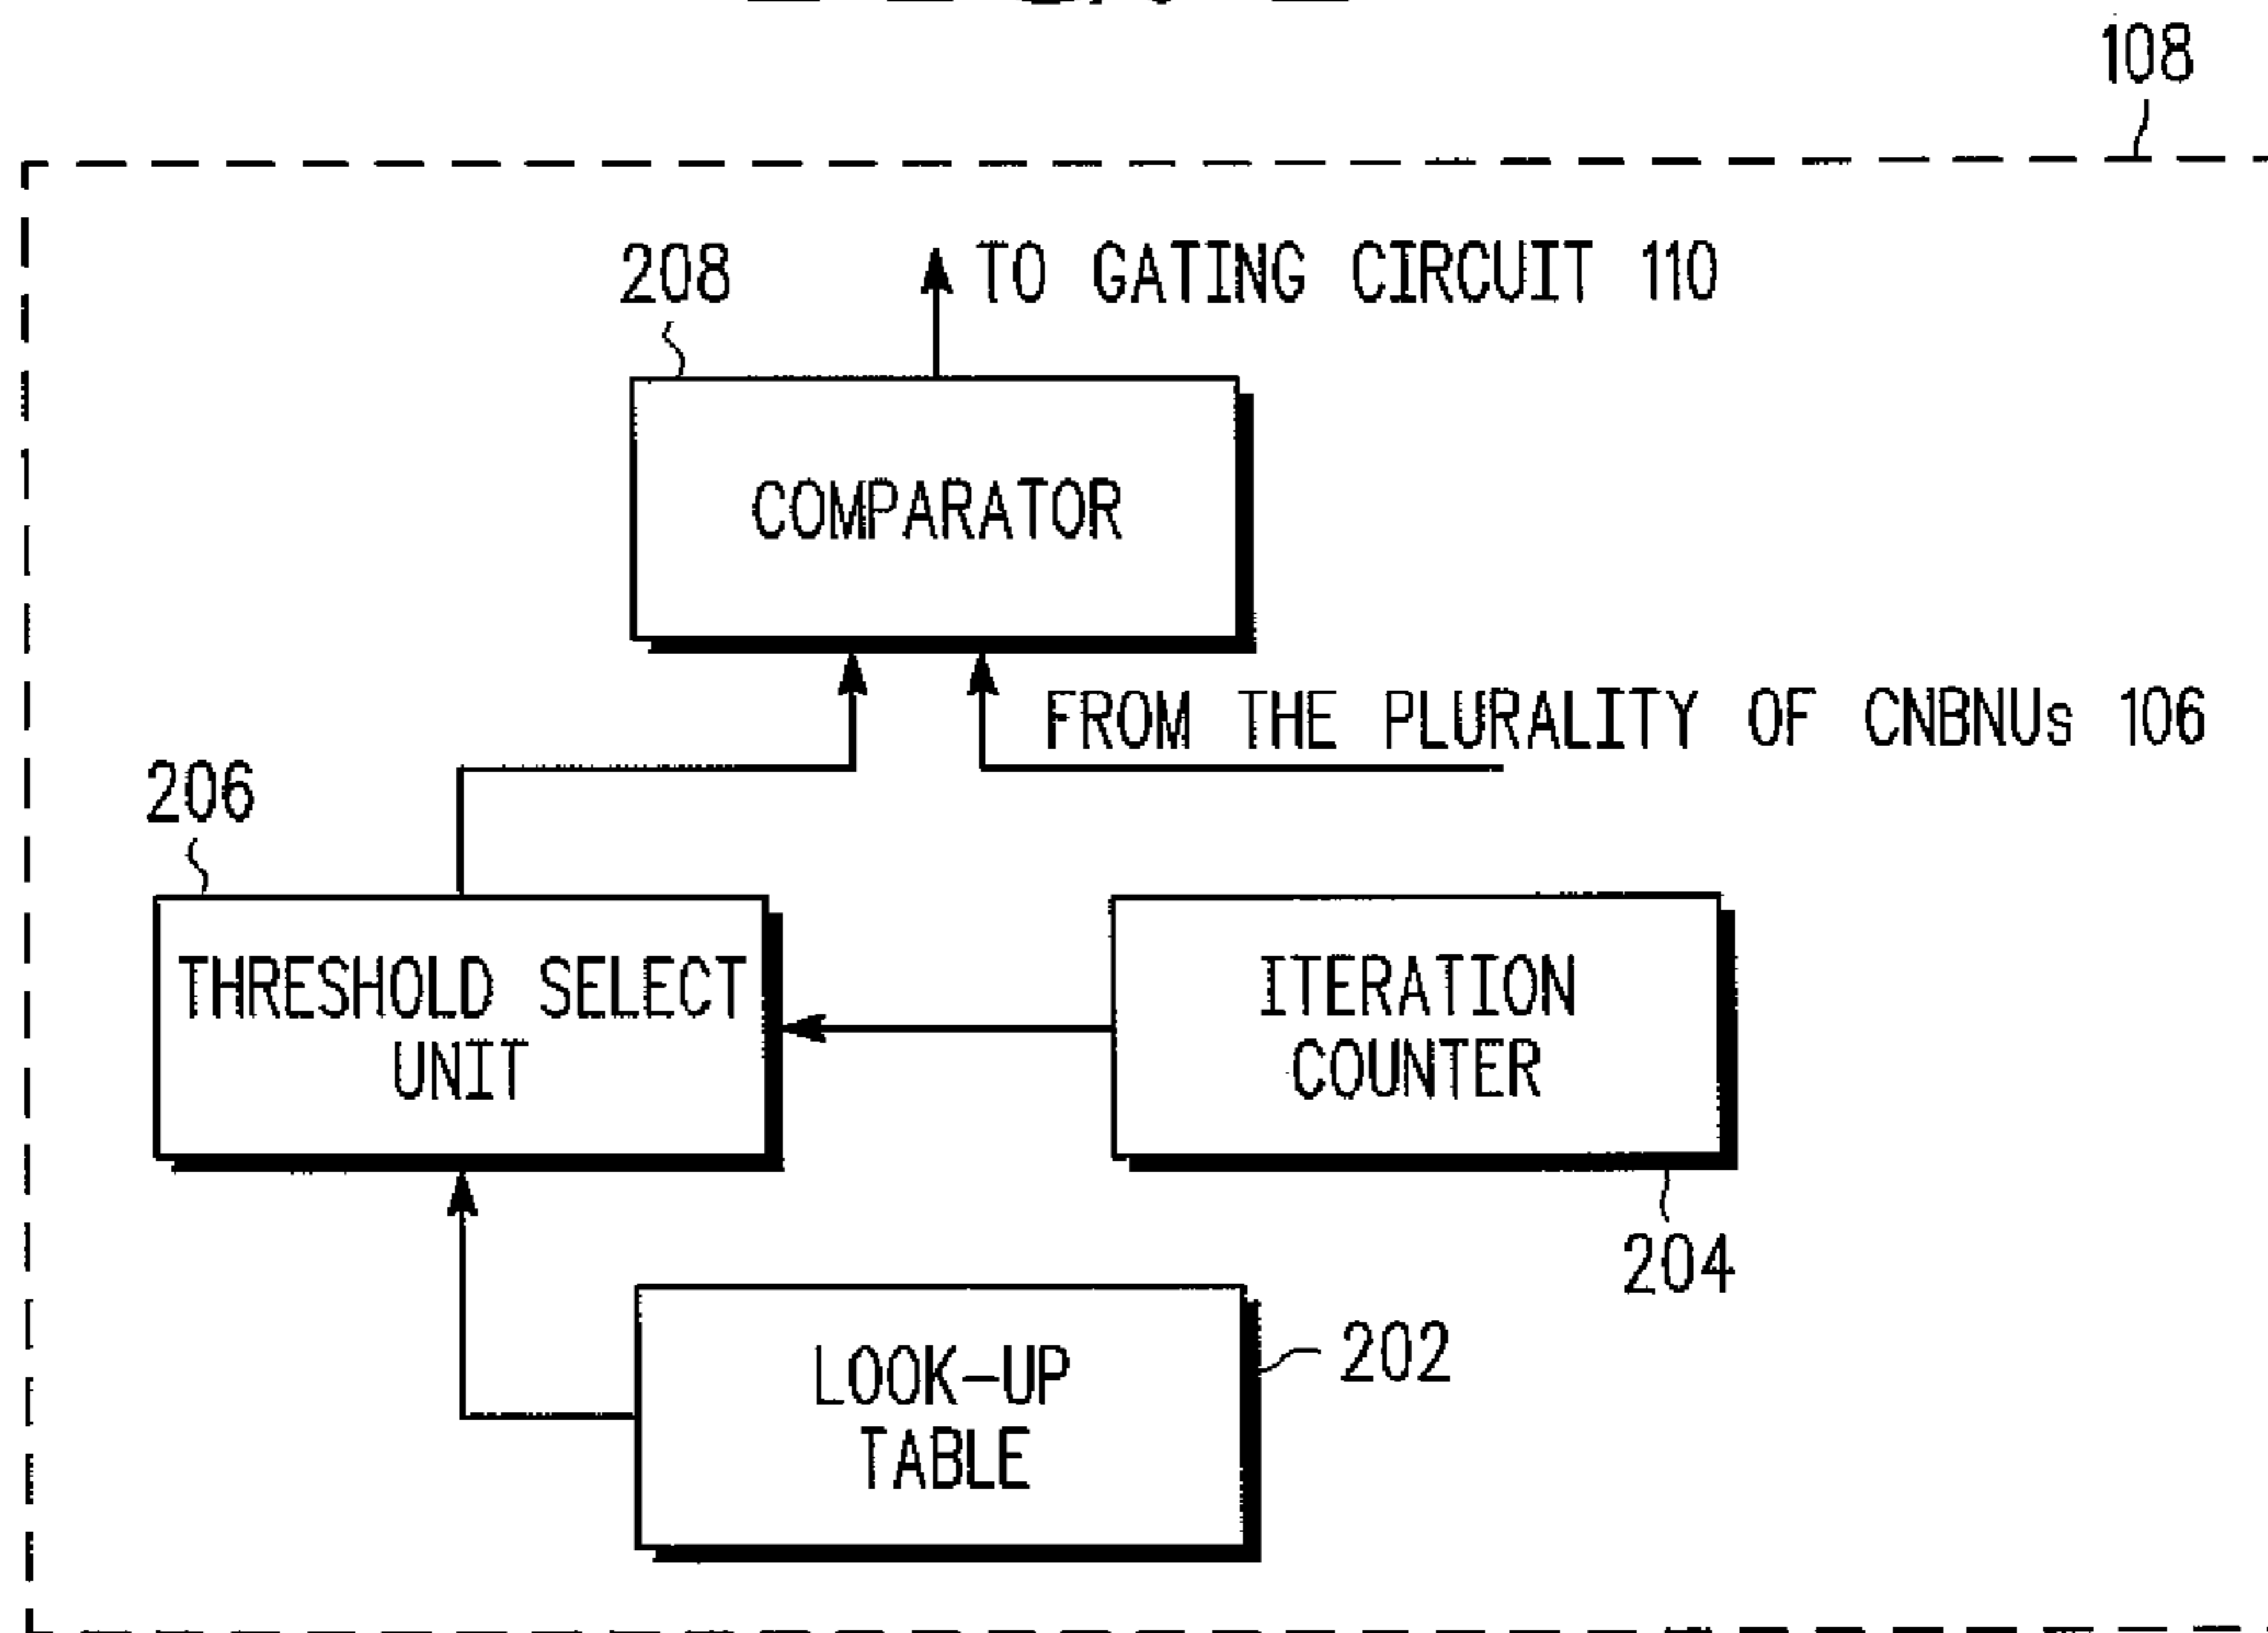 108
208
TO GATING CIRCUIT 110
COMPARATOR
FROM THE PLURALITY OF CNBNUs 106
206
THRESHOLD SELECT
UNIT
ITERATION
COUNTER
204
LOOK-UP
TABLE
202